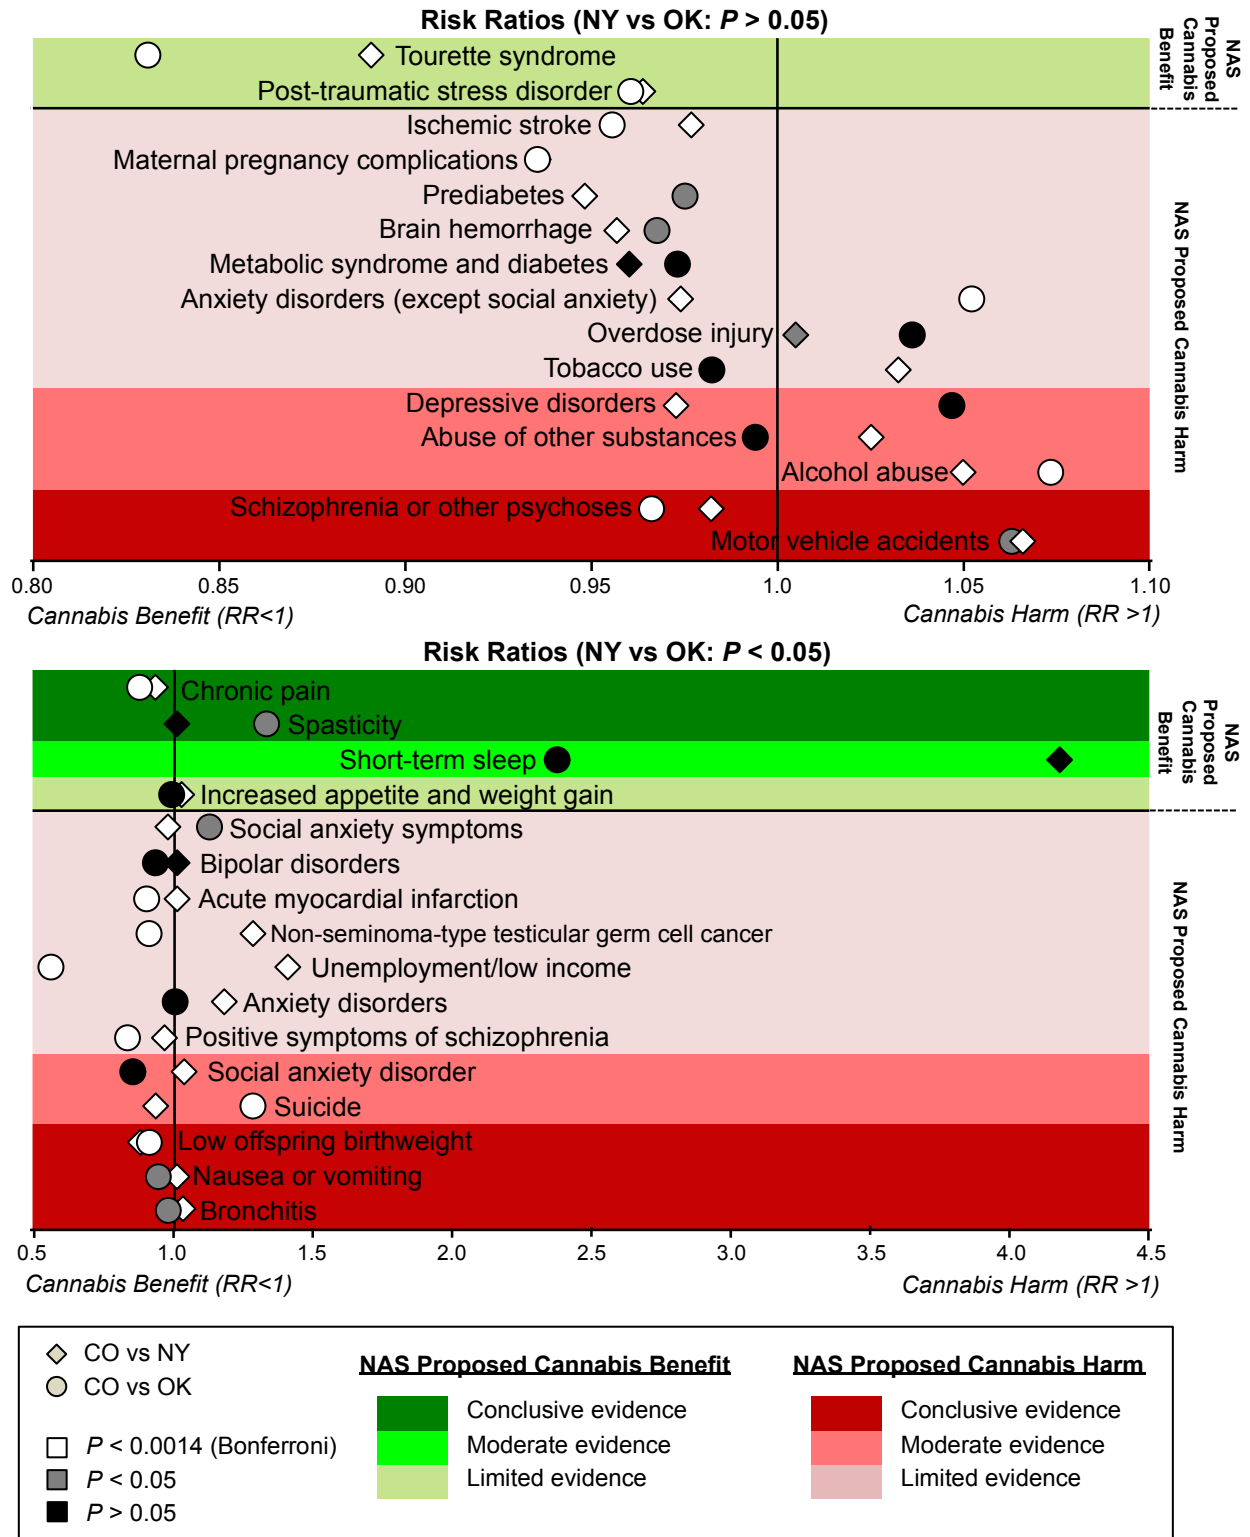 Risk Ratios (NY vs OK: P > 0.05)
NAS
Proposed
Cannabis
Benefit
Tourette syndrome
Post-traumatic stress disorder
Ischemic stroke
Maternal pregnancy complications
Prediabetes
Brain hemorrhage
Metabolic syndrome and diabetes
Anxiety disorders (except social anxiety)
Overdose injury
Tobacco use
Depressive disorders
Abuse of other substances
Alcohol abuse
Schizophrenia or other psychoses
Motor vehicle accidents
NAS Proposed Cannabis Harm
0.80 0.85 0.90 0.95 1.0 1.05 1.10
Cannabis Benefit (RR<1) Cannabis Harm (RR >1)
Risk Ratios (NY vs OK: P < 0.05)
NAS
Proposed
Cannabis
Benefit
Chronic pain
Spasticity
Short-term sleep
Increased appetite and weight gain
Social anxiety symptoms
Bipolar disorders
Acute myocardial infarction
Non-seminoma-type testicular germ cell cancer
Unemployment/low income
Anxiety disorders
Positive symptoms of schizophrenia
Social anxiety disorder
Suicide
Low offspring birthweight
Nausea or vomiting
Bronchitis
NAS Proposed Cannabis Harm
0.5 1.0 1.5 2.0 2.5 3.0 3.5 4.0 4.5
Cannabis Benefit (RR<1) Cannabis Harm (RR >1)
CO vs NY
CO vs OK
P < 0.0014 (Bonferroni)
P < 0.05
P > 0.05
NAS Proposed Cannabis Benefit
Conclusive evidence
Moderate evidence
Limited evidence
NAS Proposed Cannabis Harm
Conclusive evidence
Moderate evidence
Limited evidence